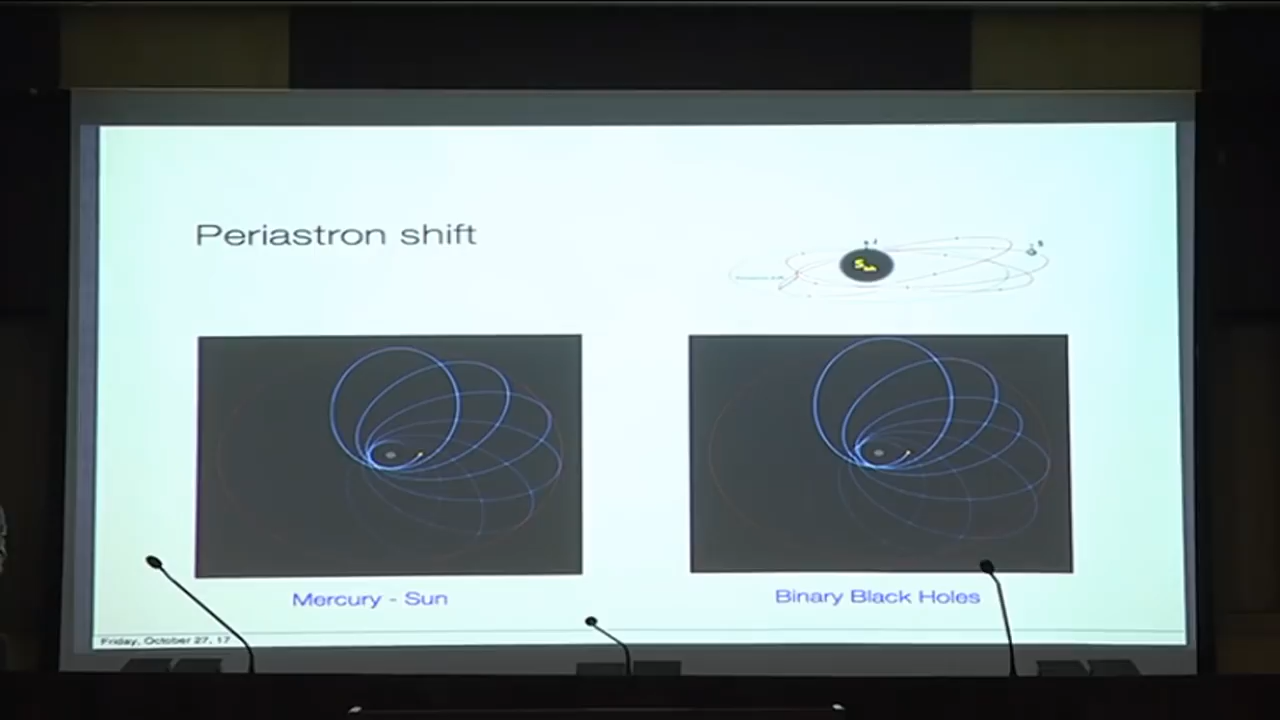 Periastron shift
Mercury - Sun
Binary Black Holes
Friday, October 27, 17